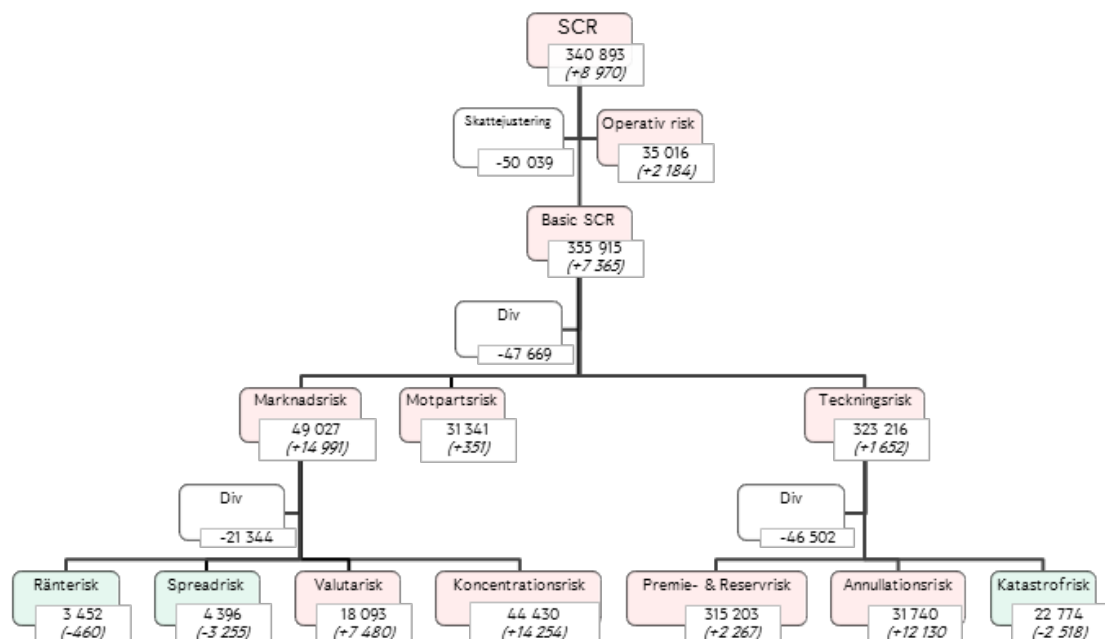 SCR
340 893
(+8 970)
Skattejustering
-50 039
Operativ risk
35 016
(+2 184)
Basic SCR
355 915
(+7 365)
Div
-47 669
Marknadsrisk
49 027
(+14 991)
Motpartsrisk
31 341
(+351)
Teckningsrisk
323 216
(+1 652)
Div
-21 344
Div
-46 502
Ränterisk
3 452
(-460)
Spreadrisk
4 396
(-3 255)
Valutarisk
18 093
(+7 480)
Koncentrationsrisk
44 430
(+14 254)
Premie- & Reservrisk
315 203
(+2 267)
Annullationsrisk
31 740
(+12 130
Katastrofrisk
22 774
(-2 518)